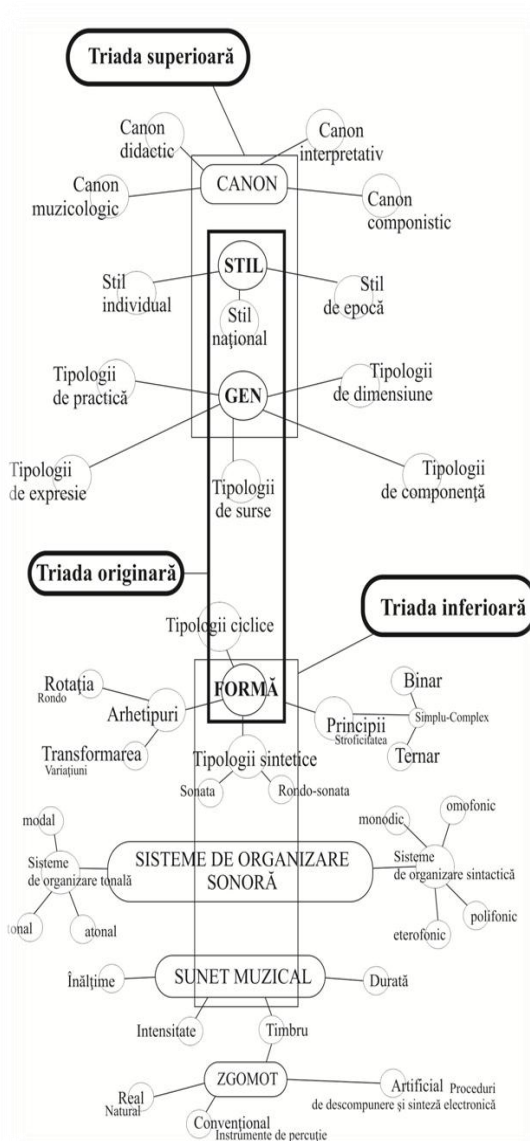 Triada superioară
Canon
didactic
Canon
interpretativ
CANON
Canon
muzicologic
Canon
componistic
STIL
Stil
individual
Stil
de epocă
Stil
național
Tipologii
de practică
GEN
Tipologii
de dimensiune
Tipologii
de expresie
Tipologii
de surse
Tipologii
de componență
Triada originară
Triada inferioară
Tipologii ciclice
FORMĂ
Rotația
Rondo
Arhetipuri
Transformarea
Variațiuni
Binar
Principii
Stroficitatea
Simplu-Complex
Ternar
Tipologii sintetice
Sonata
Rondo-sonata
modal
Sisteme
de organizare tonală
tonal
atonal
SISTEME DE ORGANIZARE
SONORĂ
monodic
omofonic
Sisteme
de organizare sintactică
eterofonic
polifonic
SUNET MUZICAL
Înălțime
Durată
Intensitate
Timbru
ZGOMOT
Real
Natural
Convențional
Instrumente de percuție
Artificial Proceduri
de descompunere și sinteză electronică